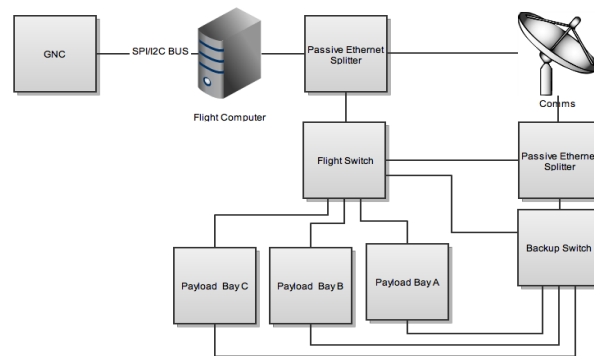 GNC
SPI/I2C BUS
Passive Ethernet
Splitter
Flight Computer
Comms
Flight Switch
Passive Ethernet
Splitter
Backup Switch
Payload Bay C
Payload Bay B
Payload Bay A